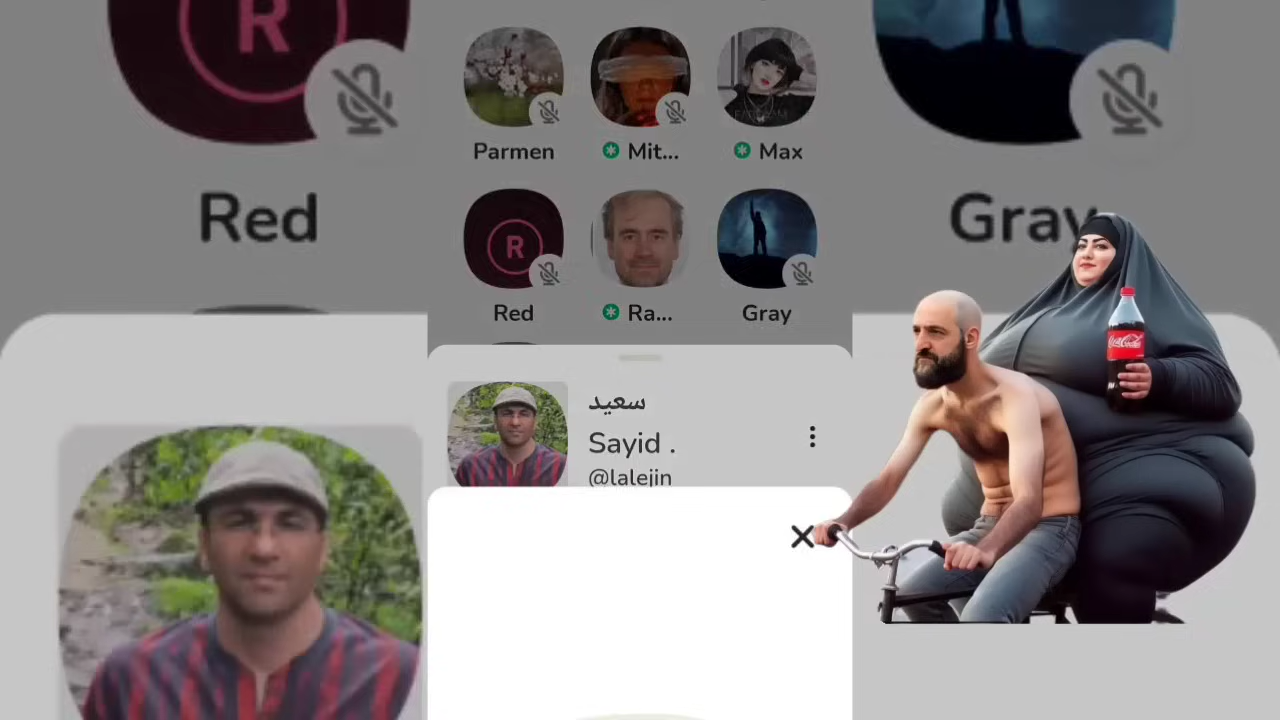 R
R
Parmen
Mit...
Max
Red
Ra...
Gray
Red
Gray
سعید
Sayid .
@lalejin